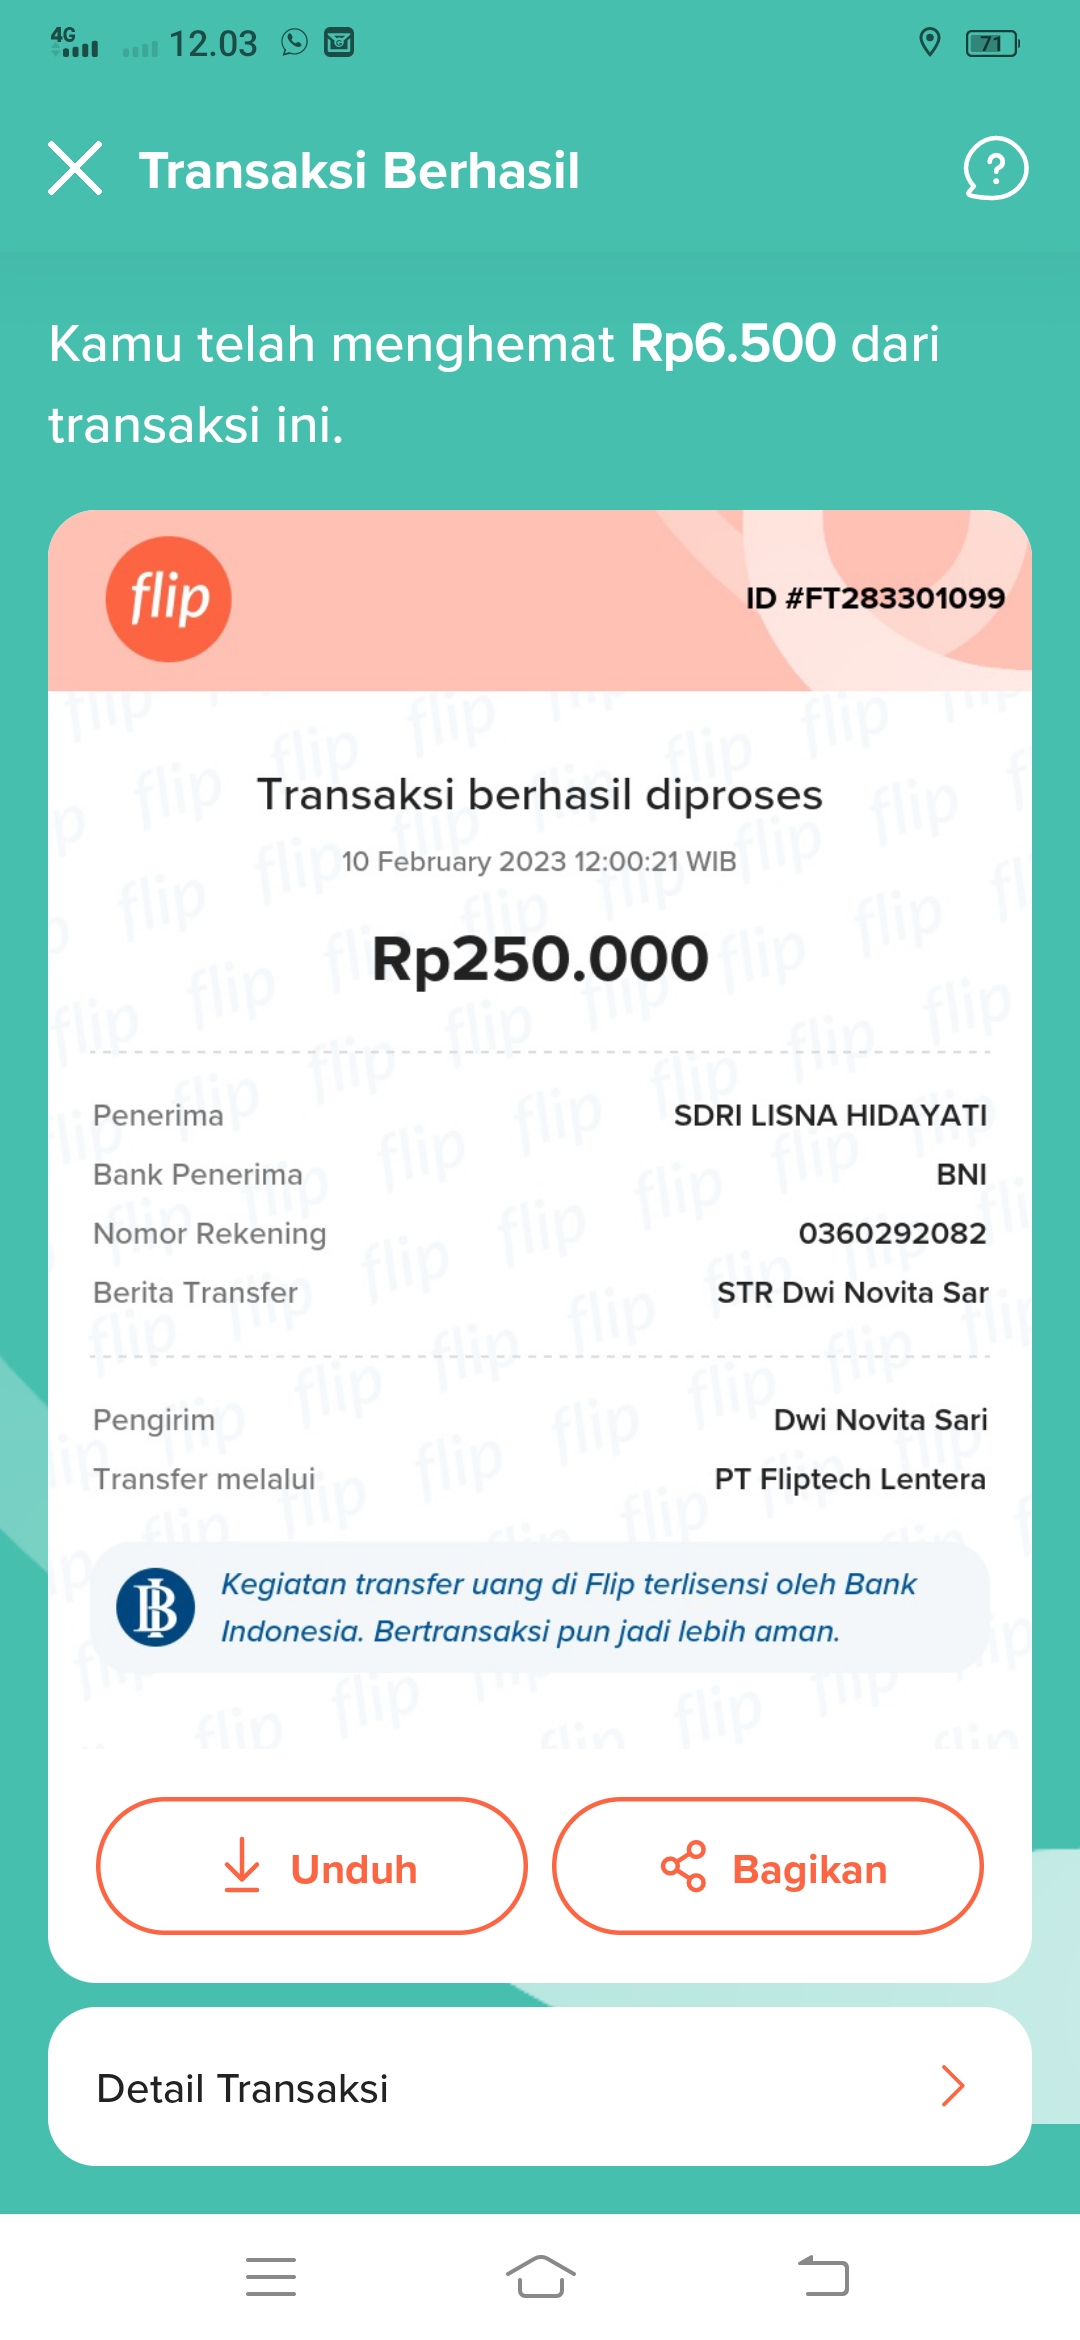 4G 12.03 71
Transaksi Berhasil ?
Kamu telah menghemat Rp6.500 dari
transaksi ini.
flip ID #FT283301099
Transaksi berhasil diproses
10 February 2023 12:00:21 WIB
Rp250.000
Penerima SDRI LISNA HIDAYATI
Bank Penerima BNI
Nomor Rekening 0360292082
Berita Transfer STR Dwi Novita Sar
Pengirim Dwi Novita Sari
Transfer melalui PT Fliptech Lentera
Kegiatan transfer uang di Flip terlisensi oleh Bank
Indonesia. Bertransaksi pun jadi lebih aman.
Unduh Bagikan
Detail Transaksi